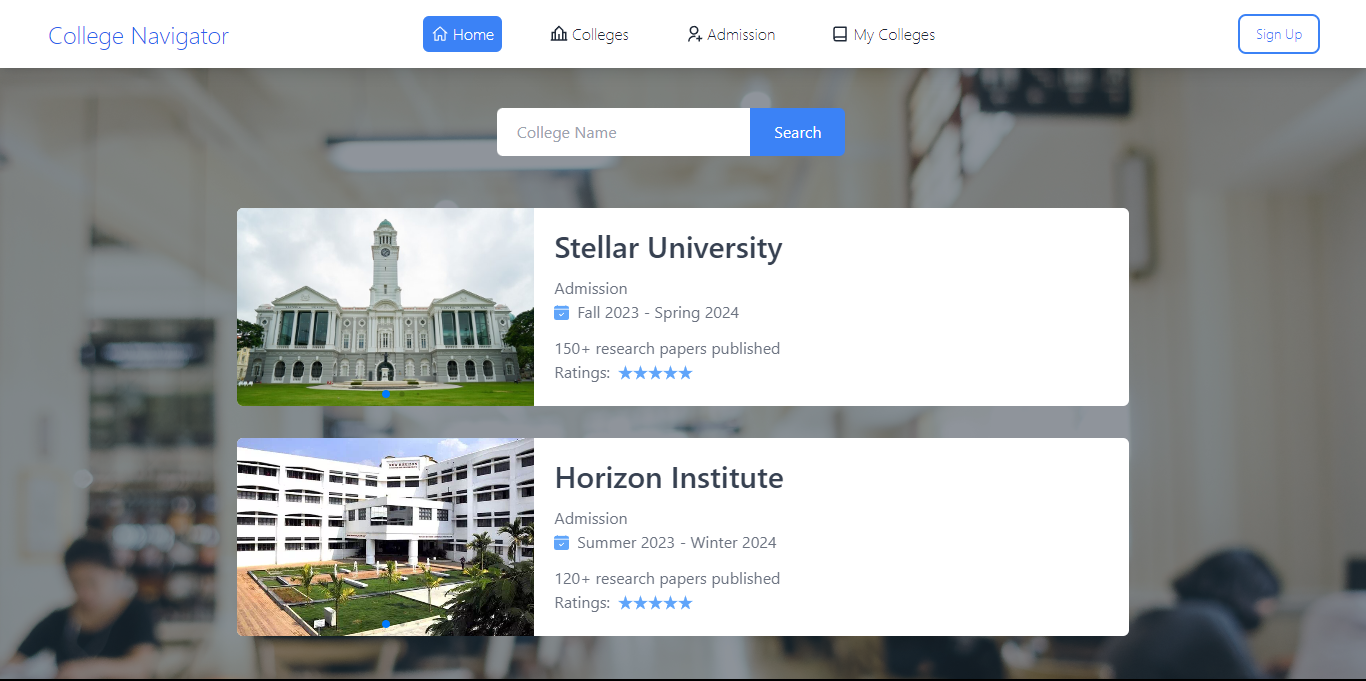 College Navigator
Home
Colleges
Admission
My Colleges
Sign Up
College Name
Search
Stellar University
Admission
Fall 2023 - Spring 2024
150+ research papers published
Ratings: ★★★★★
Horizon Institute
Admission
Summer 2023 - Winter 2024
120+ research papers published
Ratings: ★★★★★